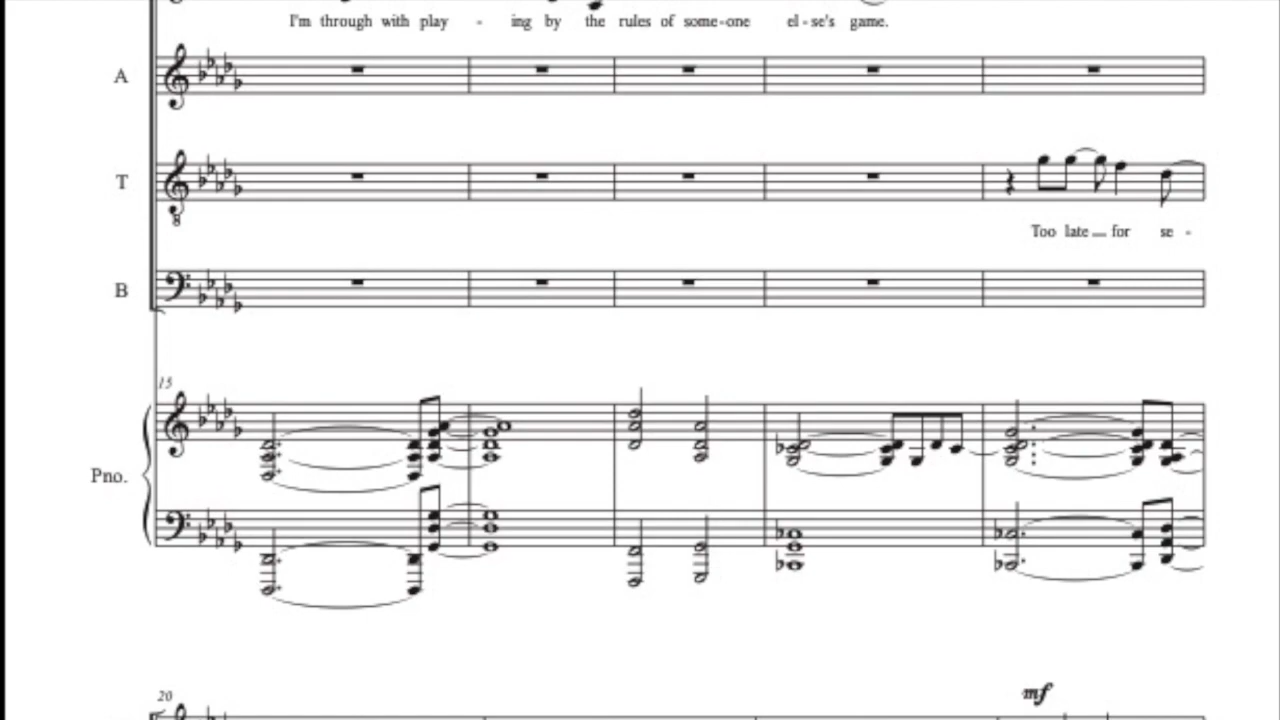 I'm through with play - ing by the rules of some-one el-se's game.
A
T
8
Too late for se -
B
15
Pno.
20
mf